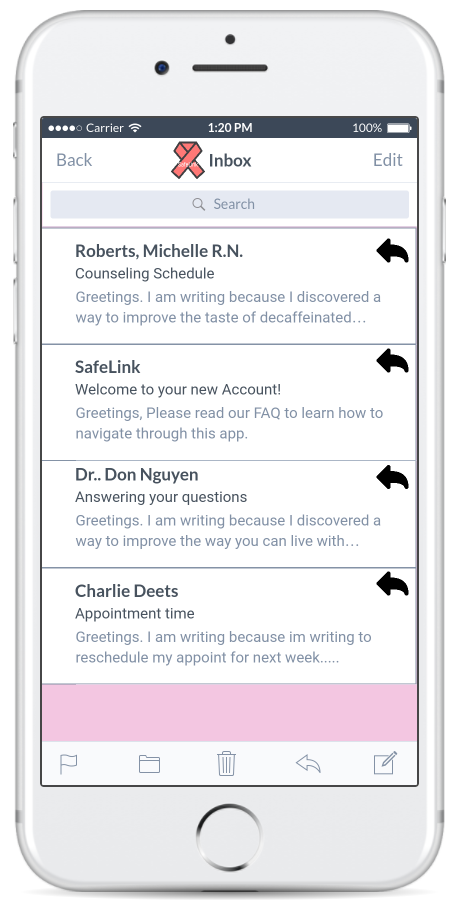 Carrier 1:20 PM 100%
Back Inbox Edit
Search
Roberts, Michelle R.N.
Counseling Schedule
Greetings. I am writing because I discovered a
way to improve the taste of decaffeinated…
SafeLink
Welcome to your new Account!
Greetings, Please read our FAQ to learn how to
navigate through this app.
Dr.. Don Nguyen
Answering your questions
Greetings. I am writing because I discovered a
way to improve the way you can live with…
Charlie Deets
Appointment time
Greetings. I am writing because im writing to
reschedule my appoint for next week.....